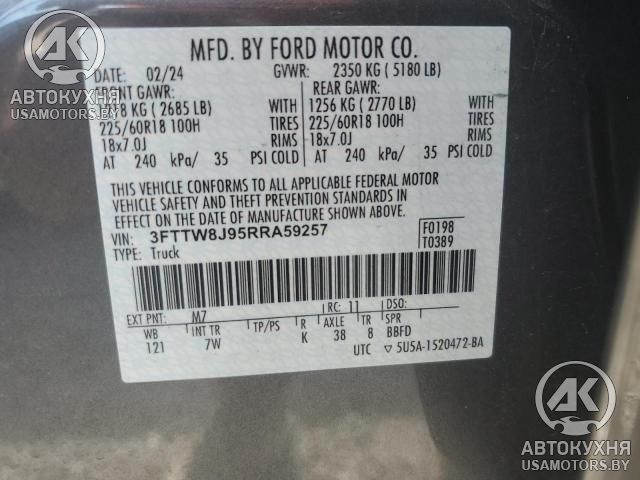 MFD. BY FORD MOTOR CO.
DATE: 02/24 GVWR: 2350 KG ( 5180 LB)
GAWR: REAR GAWR:
KG ( 2685 LB) WITH 1256 KG ( 2770 LB) WITH
225/60R18 100H TIRES 225/60R18 100H TIRES
18x7.0J RIMS 18x7.0J RIMS
AT 240 kPa/ 35 PSI COLD AT 240 kPa/ 35 PSI COLD
THIS VEHICLE CONFORMS TO ALL APPLICABLE FEDERAL MOTOR
VEHICLE SAFETY AND THEFT PREVENTION STANDARDS IN
EFFECT ON THE DATE OF MANUFACTURE SHOWN ABOVE.
VIN: 3FTTW8J95RRA59257
TYPE: Truck
F0198
T0389
EXT PNT: M7 RC: 11 DSO:
WB INT TR TP/PS R AXLE TR SPR
121 7W K 38 8 BBFD
UTC 5U5A-1520472-BA
АК
АВТОКУХНЯ
USAMOTORS.BY
АК
АВТОКУХНЯ
USAMOTORS.BY